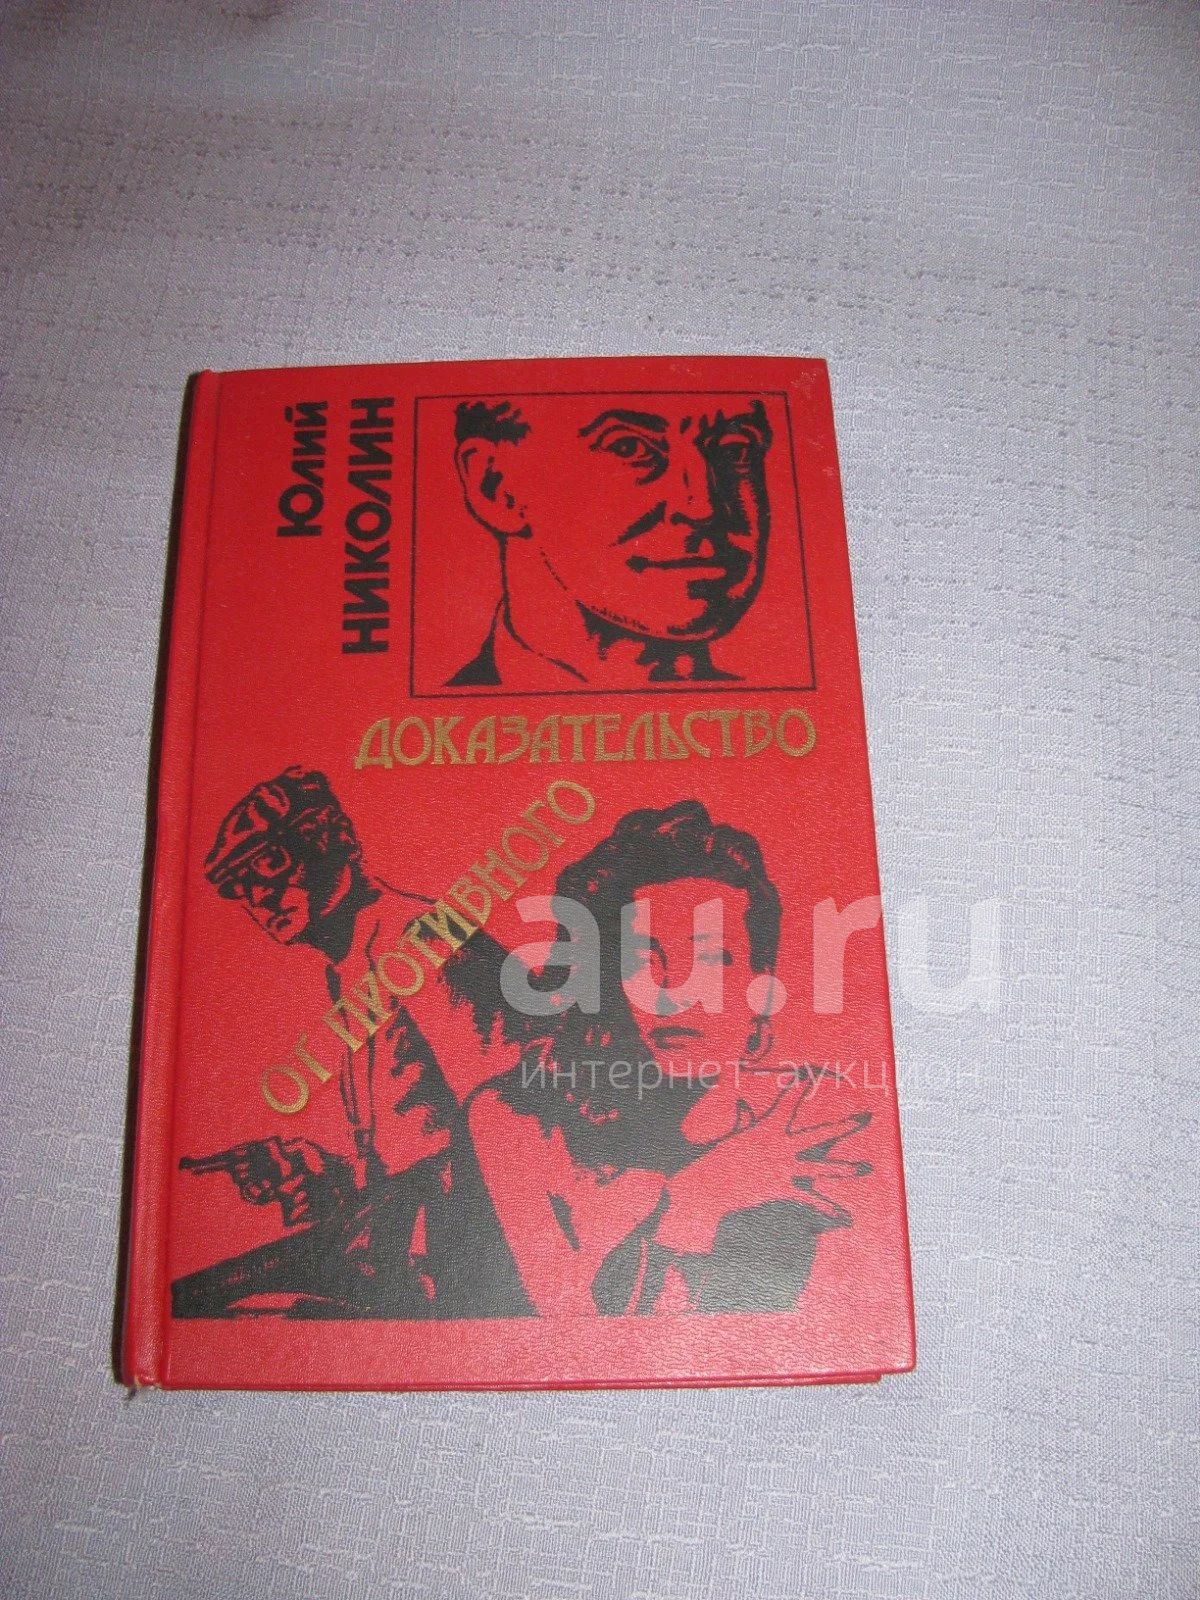 ЮЛИЙ
НИКОЛИН
ДОКАЗАТЕЛЬСТВО
ОТ ПРОТИВНОГО
au.ru
интернет-аукцион